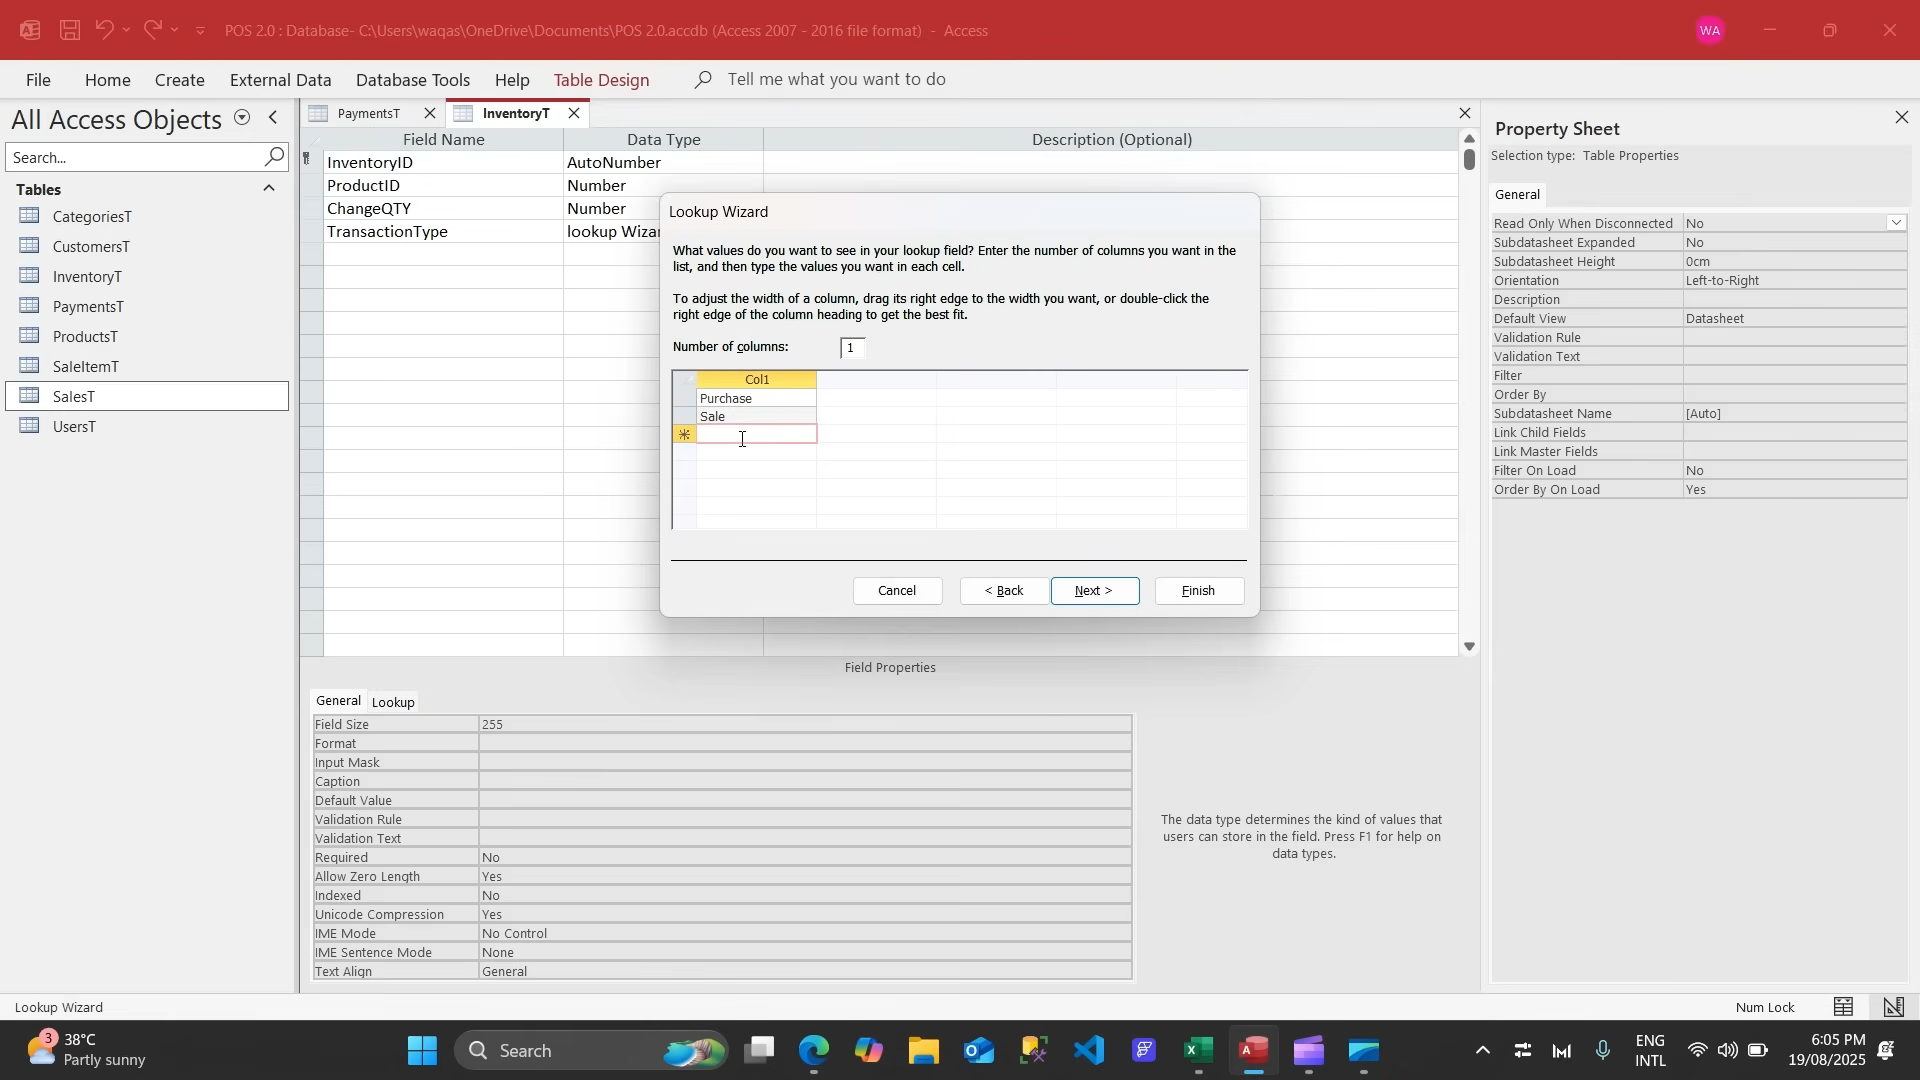 POS 2.0 : Database- C:\Users\waqas\OneDrive\Documents\POS 2.0.accdb (Access 2007 - 2016 file format) - Access
WA
File Home Create External Data Database Tools Help Table Design Tell me what you want to do
All Access Objects
Search...
Tables
CategoriesT
CustomersT
InventoryT
PaymentsT
ProductsT
SaleItemT
SalesT
UsersT
PaymentsT InventoryT
Field Name Data Type Description (Optional)
InventoryID AutoNumber
ProductID Number
ChangeQTY Number
TransactionType lookup Wizar
Lookup Wizard
What values do you want to see in your lookup field? Enter the number of columns you want in the
list, and then type the values you want in each cell.
To adjust the width of a column, drag its right edge to the width you want, or double-click the
right edge of the column heading to get the best fit.
Number of columns: 1
Col1
Purchase
Sale
Cancel < Back Next > Finish
Field Properties
General Lookup
Field Size 255
Format
Input Mask
Caption
Default Value
Validation Rule
Validation Text
Required No
Allow Zero Length Yes
Indexed No
Unicode Compression Yes
IME Mode No Control
IME Sentence Mode None
Text Align General
The data type determines the kind of values that
users can store in the field. Press F1 for help on
data types.
Property Sheet
Selection type: Table Properties
General
Read Only When Disconnected No
Subdatasheet Expanded No
Subdatasheet Height 0cm
Orientation Left-to-Right
Description
Default View Datasheet
Validation Rule
Validation Text
Filter
Order By
Subdatasheet Name [Auto]
Link Child Fields
Link Master Fields
Filter On Load No
Order By On Load Yes
Lookup Wizard
Num Lock
3
38°C
Partly sunny
Search
ENG
INTL
6:05 PM
19/08/2025